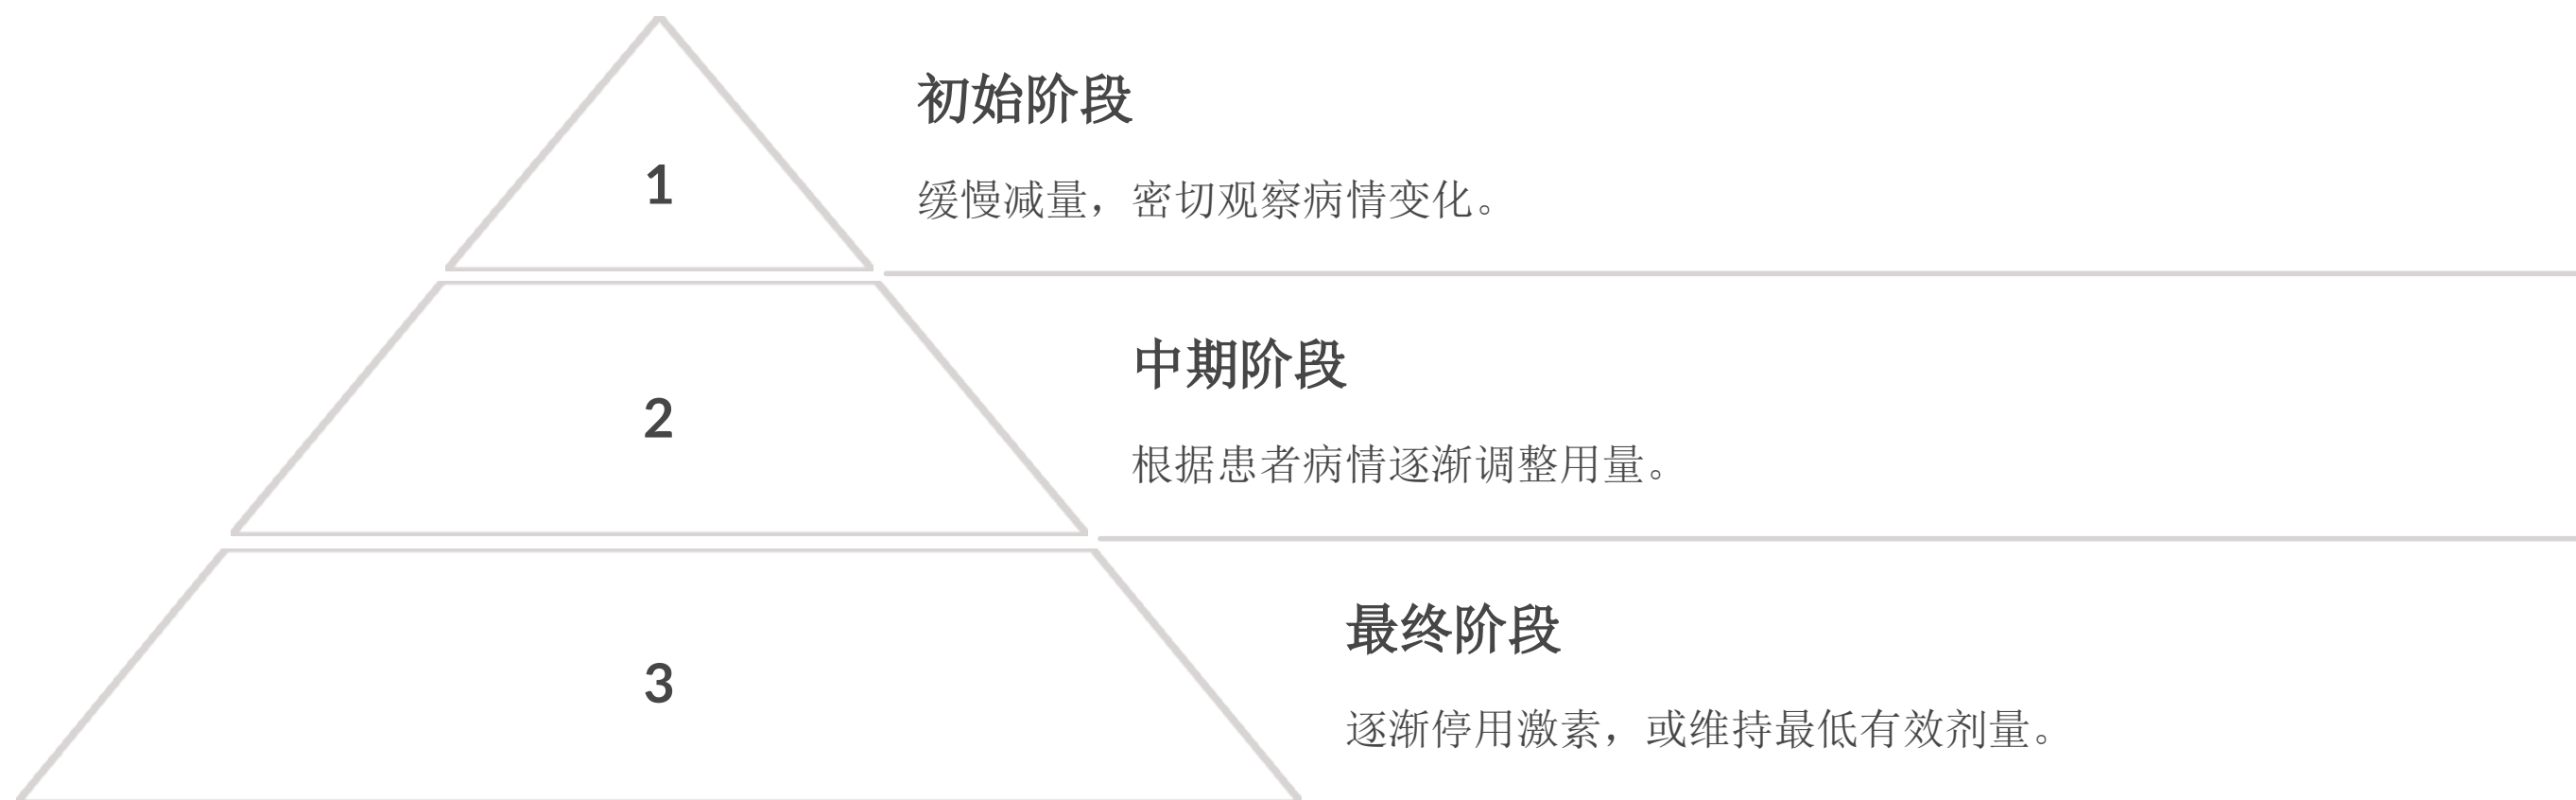 1
初始阶段
缓慢减量，密切观察病情变化。
2
中期阶段
根据患者病情逐渐调整用量。
3
最终阶段
逐渐停用激素，或维持最低有效剂量。